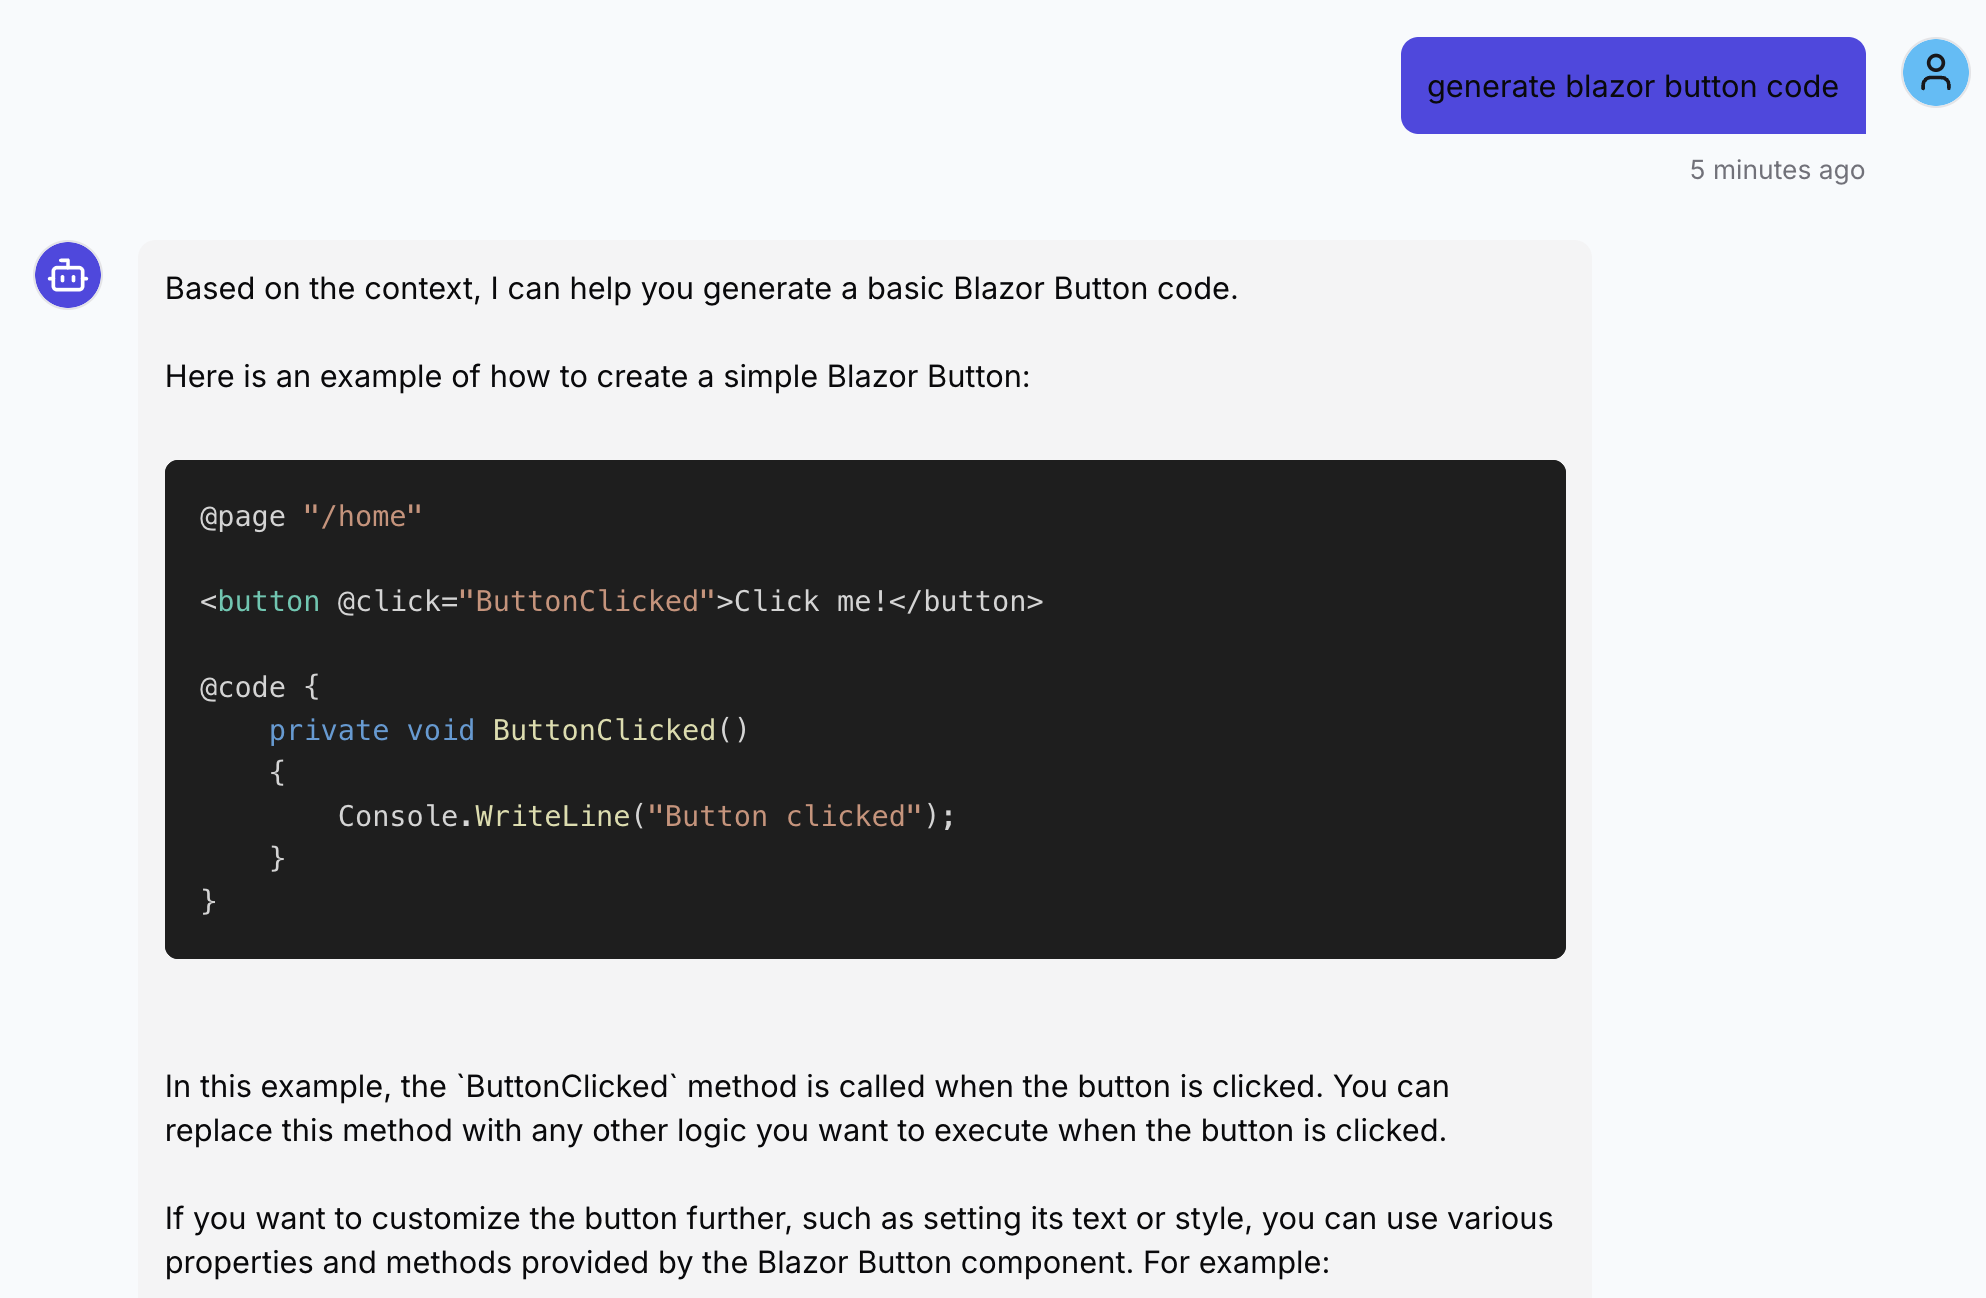 generate blazor button code
5 minutes ago
Based on the context, I can help you generate a basic Blazor Button code.
Here is an example of how to create a simple Blazor Button:
@page "/home"
<button @click="ButtonClicked">Click me!</button>
@code {
    private void ButtonClicked()
    {
        Console.WriteLine("Button clicked");
    }
}
In this example, the `ButtonClicked` method is called when the button is clicked. You can
replace this method with any other logic you want to execute when the button is clicked.
If you want to customize the button further, such as setting its text or style, you can use various
properties and methods provided by the Blazor Button component. For example: